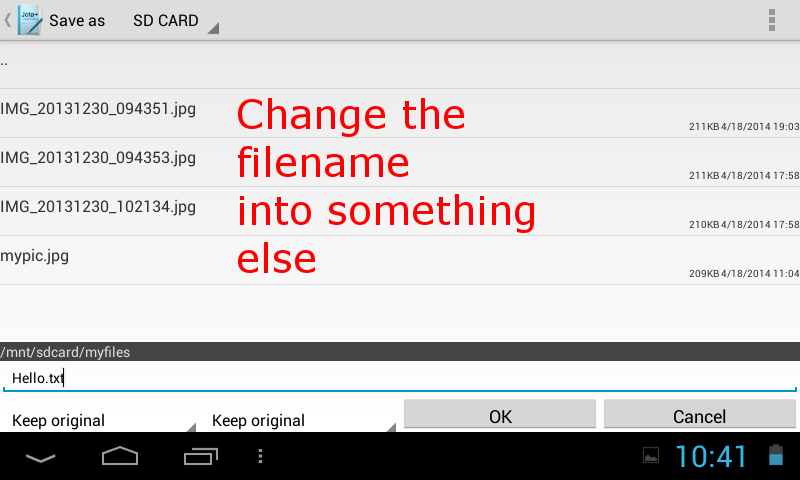 Jota+
Save as SD CARD
..
IMG_20131230_094351.jpg
211KB 4/18/2014 19:03
IMG_20131230_094353.jpg
211KB 4/18/2014 17:58
IMG_20131230_102134.jpg
210KB 4/18/2014 17:58
mypic.jpg
209KB 4/18/2014 11:04
Change the
filename
into something
else
/mnt/sdcard/myfiles
Hello.txt
Keep original Keep original OK Cancel
10:41